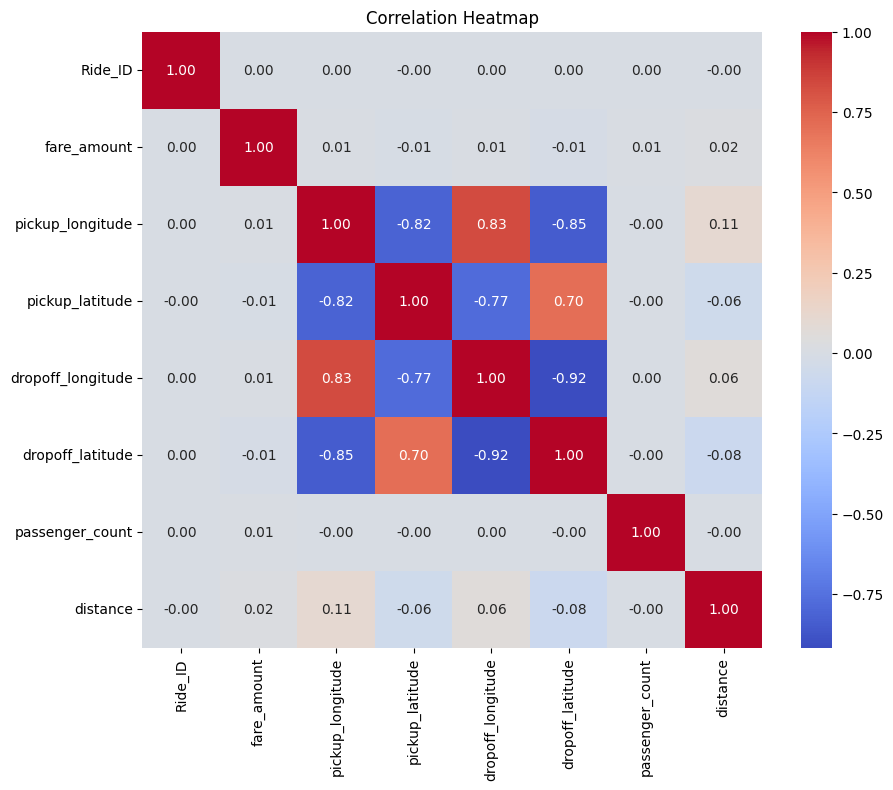 Correlation Heatmap
Ride_ID 1.00 0.00 0.00 -0.00 0.00 0.00 0.00 -0.00
fare_amount 0.00 1.00 0.01 -0.01 0.01 -0.01 0.01 0.02
pickup_longitude 0.00 0.01 1.00 -0.82 0.83 -0.85 -0.00 0.11
pickup_latitude -0.00 -0.01 -0.82 1.00 -0.77 0.70 -0.00 -0.06
dropoff_longitude 0.00 0.01 0.83 -0.77 1.00 -0.92 0.00 0.06
dropoff_latitude 0.00 -0.01 -0.85 0.70 -0.92 1.00 -0.00 -0.08
passenger_count 0.00 0.01 -0.00 -0.00 0.00 -0.00 1.00 -0.00
distance -0.00 0.02 0.11 -0.06 0.06 -0.08 -0.00 1.00
Ride_ID
fare_amount
pickup_longitude
pickup_latitude
dropoff_longitude
dropoff_latitude
passenger_count
distance
1.00
0.75
0.50
0.25
0.00
−0.25
−0.50
−0.75